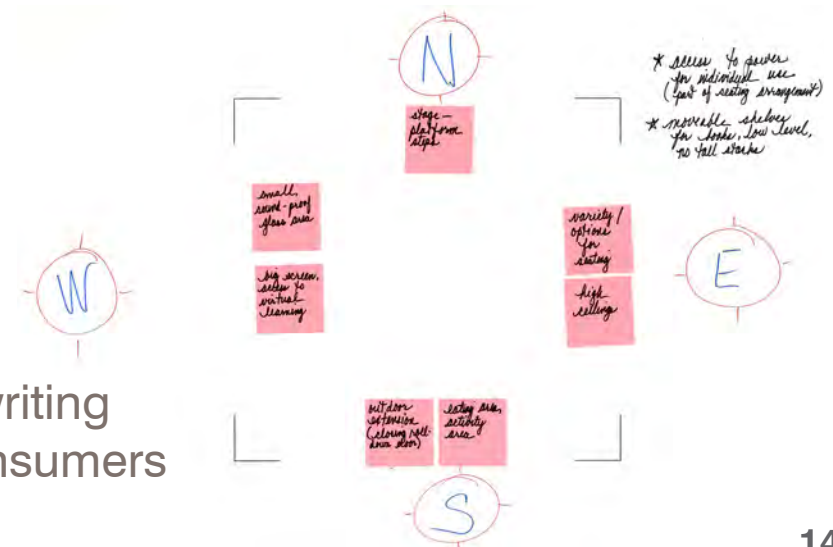 N
stage –
platform
steps
* access to power
for individual use
(part of seating arrangement)
* moveable shelves
for books, low level,
no tall stacks
small,
sound-proof
glass area
variety/
options
for
seating
W
big screen,
access to
virtual
learning
E
high
ceilings
outdoor
extension
(closing roll-
down door)
eating area,
activity
area
S
riting
nsumers
14